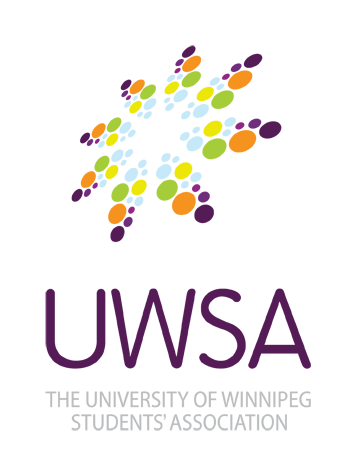 UWSA
THE UNIVERSITY OF WINNIPEG
STUDENTS' ASSOCIATION